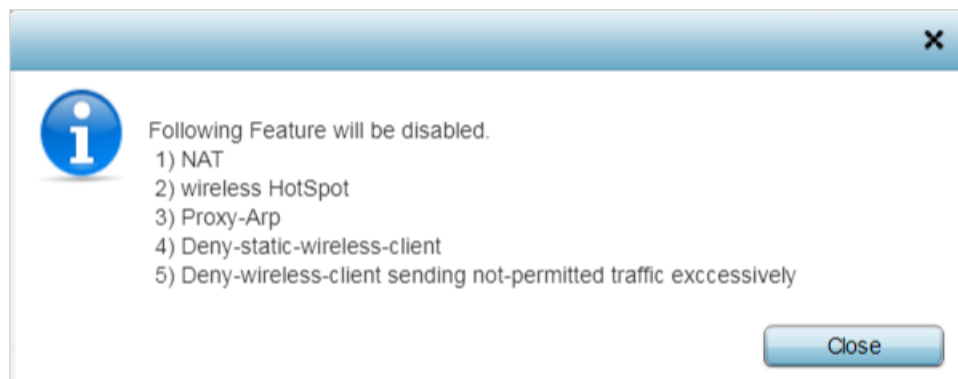 Following Feature will be disabled.
1) NAT
2) wireless HotSpot
3) Proxy-Arp
4) Deny-static-wireless-client
5) Deny-wireless-client sending not-permitted traffic exccessively
Close